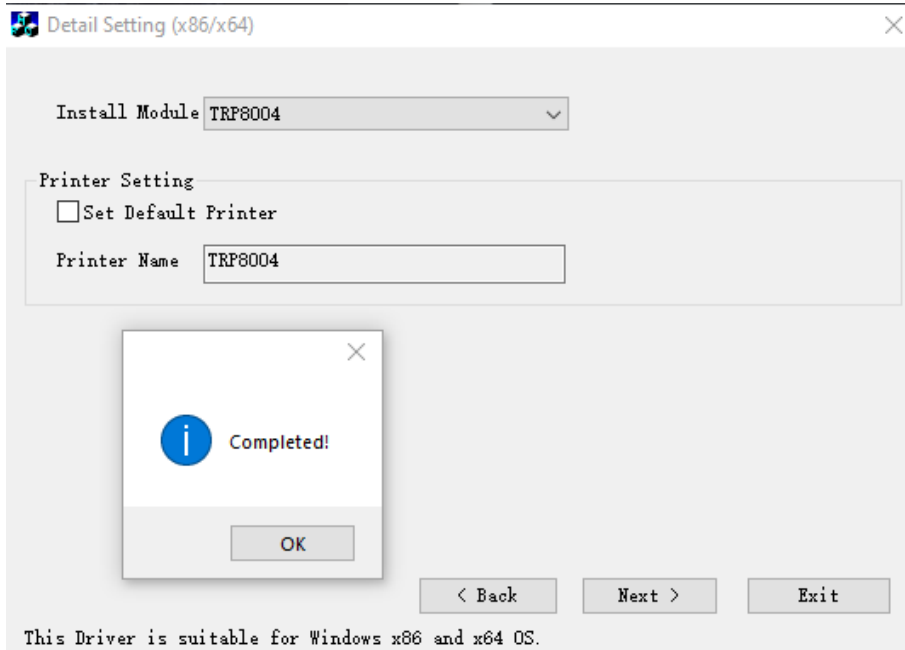 Detail Setting (x86/x64)
Install Module TRP8004
Printer Setting
Set Default Printer
Printer Name TRP8004
Completed!
OK
< Back Next > Exit
This Driver is suitable for Windows x86 and x64 OS.